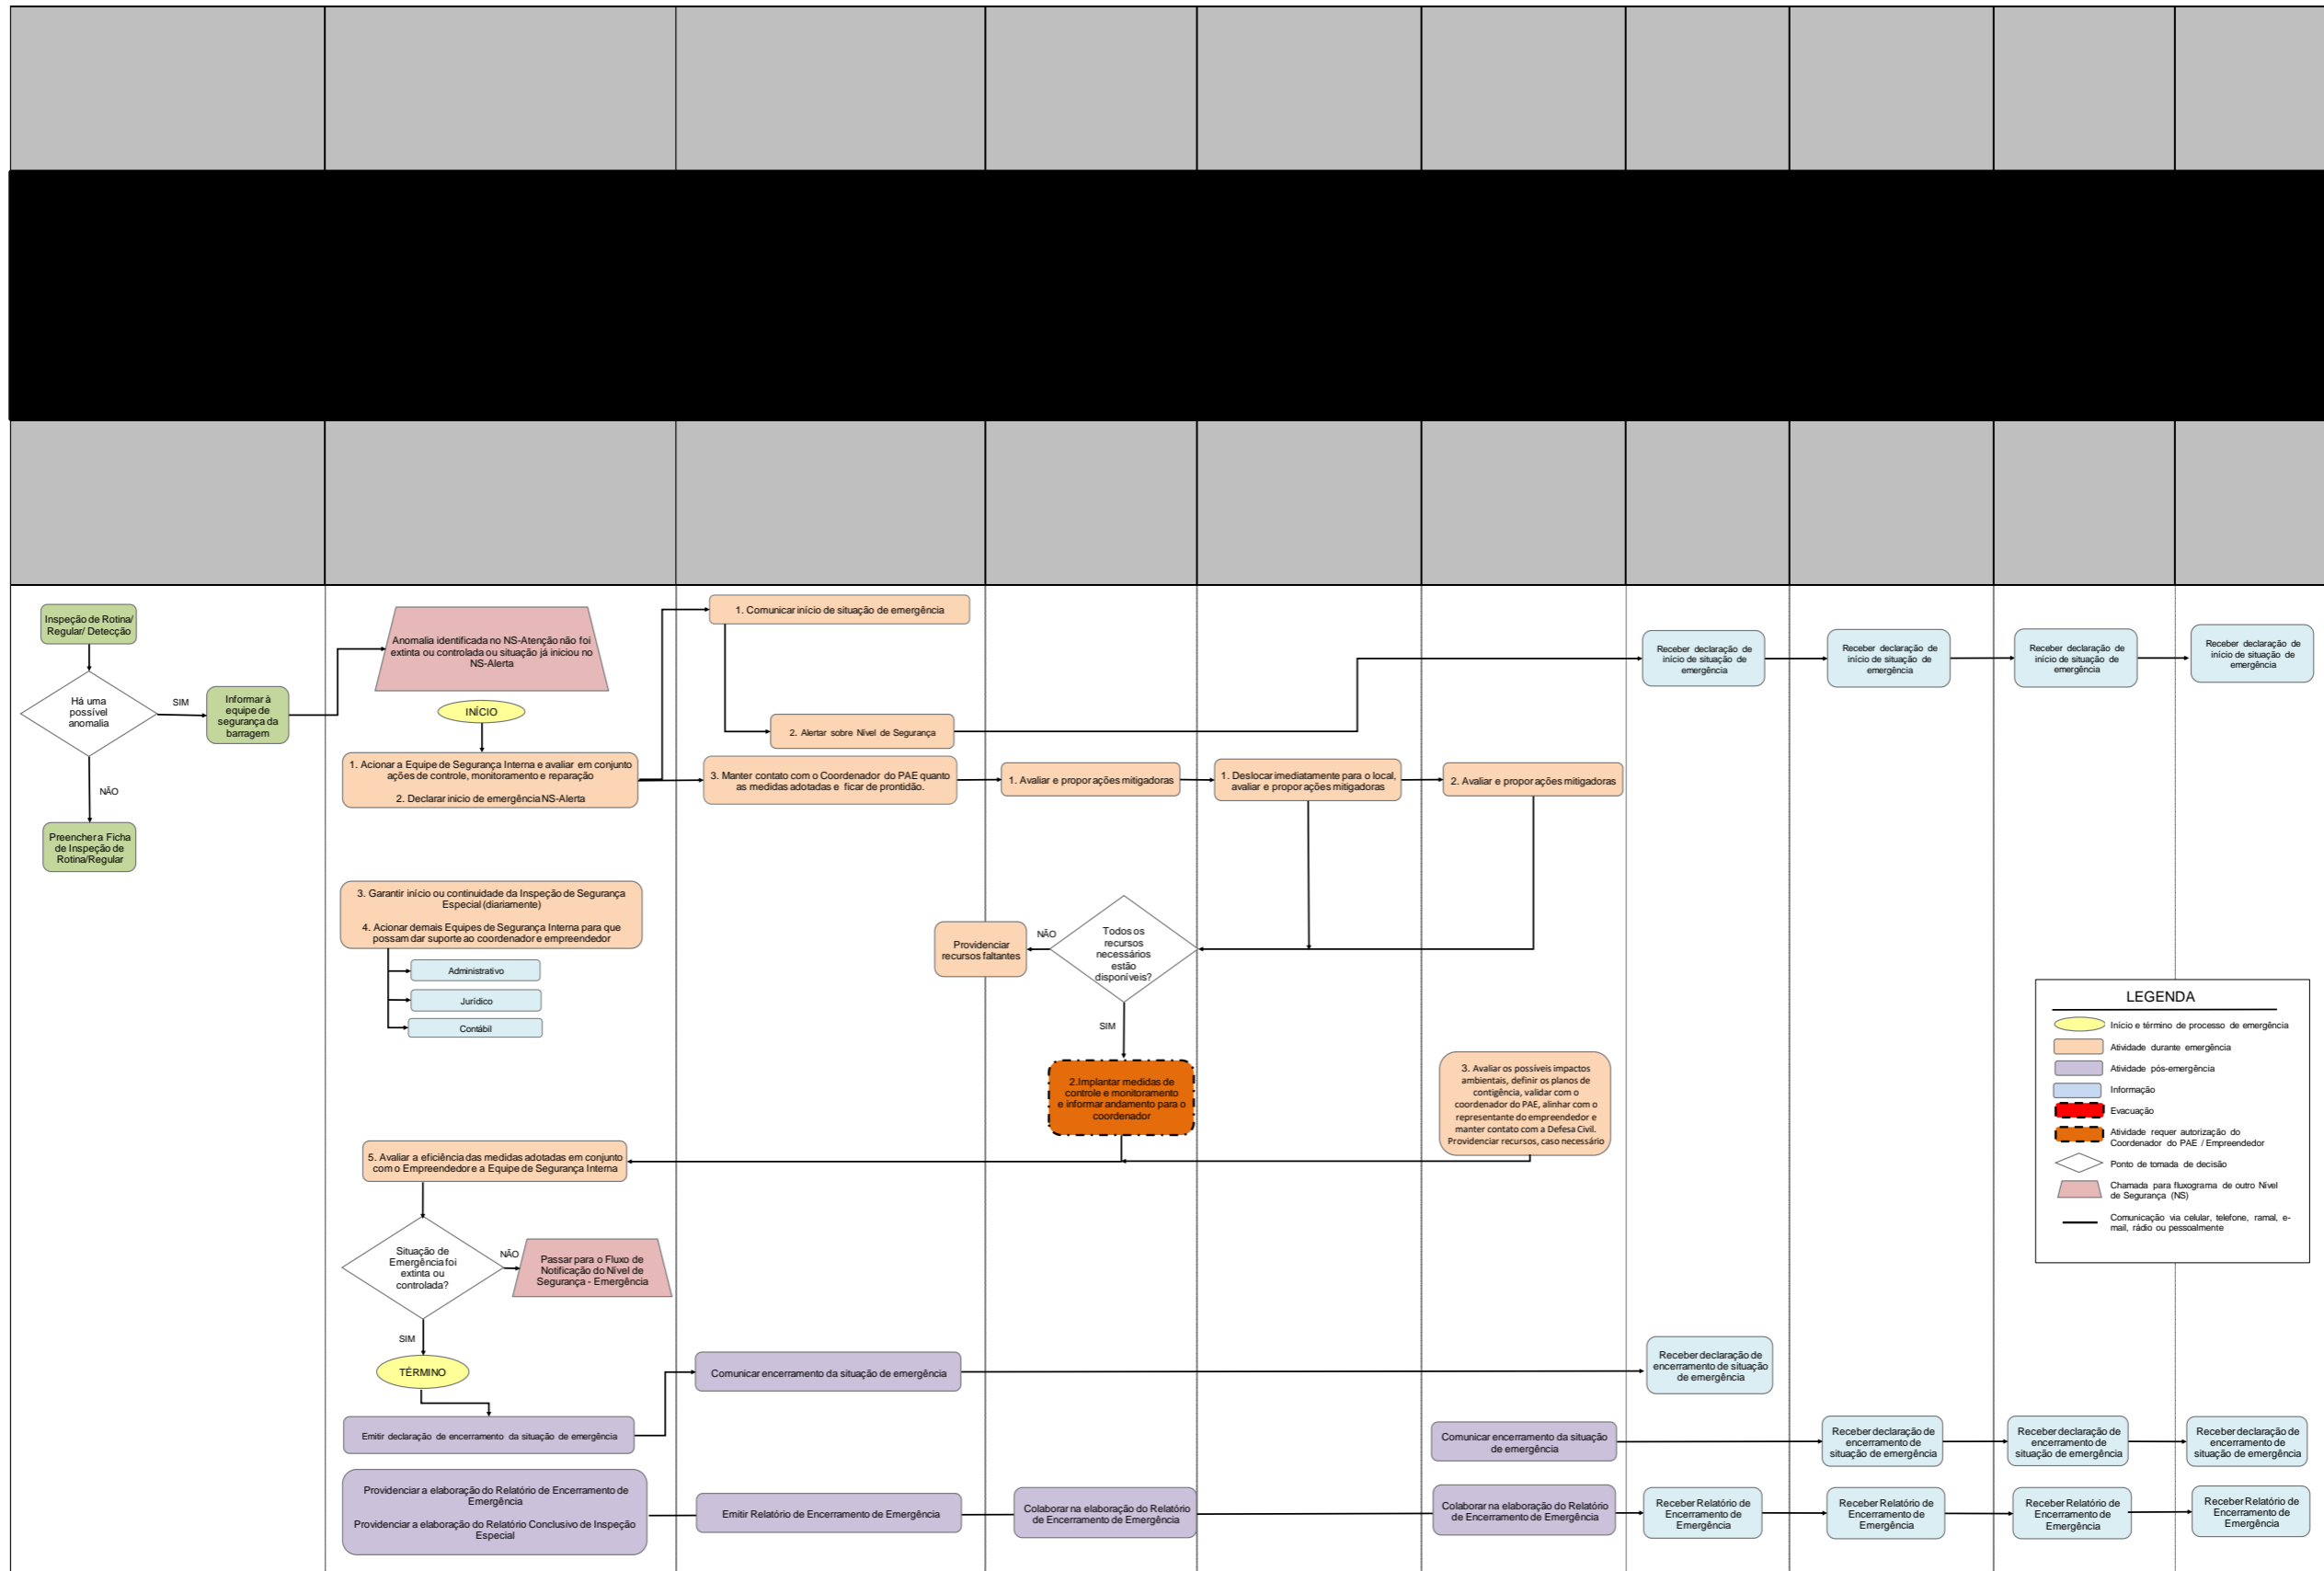 Inspeção de Rotina/
Regular/ Detecção
Há uma
possível
anomalia
SIM
Informar à
equipe de
segurança da
barragem
NÃO
Preencher a Ficha
de Inspeção de
Rotina/Regular
Anomalia identificada no NS-Atenção não foi
extinta ou controlada ou situação já iniciou no
NS-Alerta
INÍCIO
1. Acionar a Equipe de Segurança Interna e avaliar em conjunto
ações de controle, monitoramento e reparação
2. Declarar inicio de emergência NS-Alerta
1. Comunicar início de situação de emergência
2. Alertar sobre Nível de Segurança
3. Manter contato com o Coordenador do PAE quanto
as medidas adotadas e ficar de prontidão.
1. Avaliar e propor ações mitigadoras
1. Deslocar imediatamente para o local,
avaliar e propor ações mitigadoras
2. Avaliar e propor ações mitigadoras
Receber declaração de
início de situação de
emergência
Receber declaração de
início de situação de
emergência
Receber declaração de
início de situação de
emergência
Receber declaração de
início de situação de
emergência
3. Garantir início ou continuidade da Inspeção de Segurança
Especial (diariamente)
4. Acionar demais Equipes de Segurança Interna para que
possam dar suporte ao coordenador e empreendedor
Administrativo
Jurídico
Contábil
Providenciar
recursos faltantes
NÃO
Todos os
recursos
necessários
estão
disponíveis?
SIM
2.Implantar medidas de
controle e monitoramento
e informar andamento para o
coordenador
3. Avaliar os possíveis impactos
ambientais, definir os planos de
contigência, validar com o
coordenador do PAE, alinhar com o
representante do empreendedor e
manter contato com a Defesa Civil.
Providenciar recursos, caso necessário
LEGENDA
Início e término de processo de emergência
Atividade durante emergência
Atividade pós-emergência
Informação
Evacuação
Atividade requer autorização do
Coordenador do PAE / Empreendedor
Ponto de tomada de decisão
Chamada para fluxograma de outro Nível
de Segurança (NS)
Comunicação via celular, telefone, ramal, e-
mail, rádio ou pessoalmente
5. Avaliar a eficiência das medidas adotadas em conjunto
com o Empreendedor e a Equipe de Segurança Interna
Situação de
Emergência foi
extinta ou
controlada?
NÃO
Passar para o Fluxo de
Notificação do Nível de
Segurança - Emergência
SIM
TÉRMINO
Emitir declaração de encerramento da situação de emergência
Comunicar encerramento da situação de emergência
Receber declaração de
encerramento de situação
de emergência
Comunicar encerramento da situação
de emergência
Receber declaração de
encerramento de
situação de emergência
Receber declaração de
encerramento de
situação de emergência
Receber declaração de
encerramento de
situação de emergência
Providenciar a elaboração do Relatório de Encerramento de
Emergência
Providenciar a elaboração do Relatório Conclusivo de Inspeção
Especial
Emitir Relatório de Encerramento de Emergência
Colaborar na elaboração do Relatório
de Encerramento de Emergência
Colaborar na elaboração do Relatório
de Encerramento de Emergência
Receber Relatório de
Encerramento de
Emergência
Receber Relatório de
Encerramento de
Emergência
Receber Relatório de
Encerramento de
Emergência
Receber Relatório de
Encerramento de
Emergência